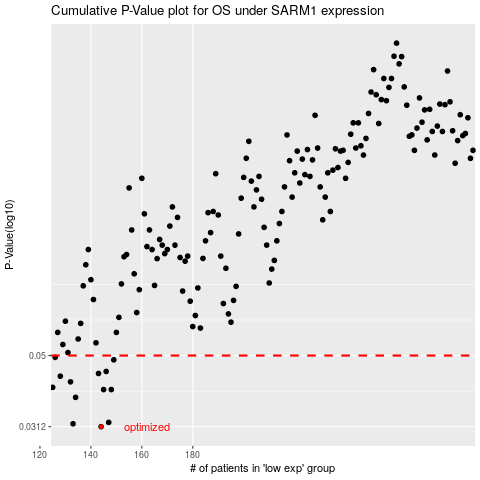 Cumulative P-Value plot for OS under SARM1 expression
P-Value(log10)
0.05
0.0312
optimized
120 140 160 180
# of patients in 'low exp' group